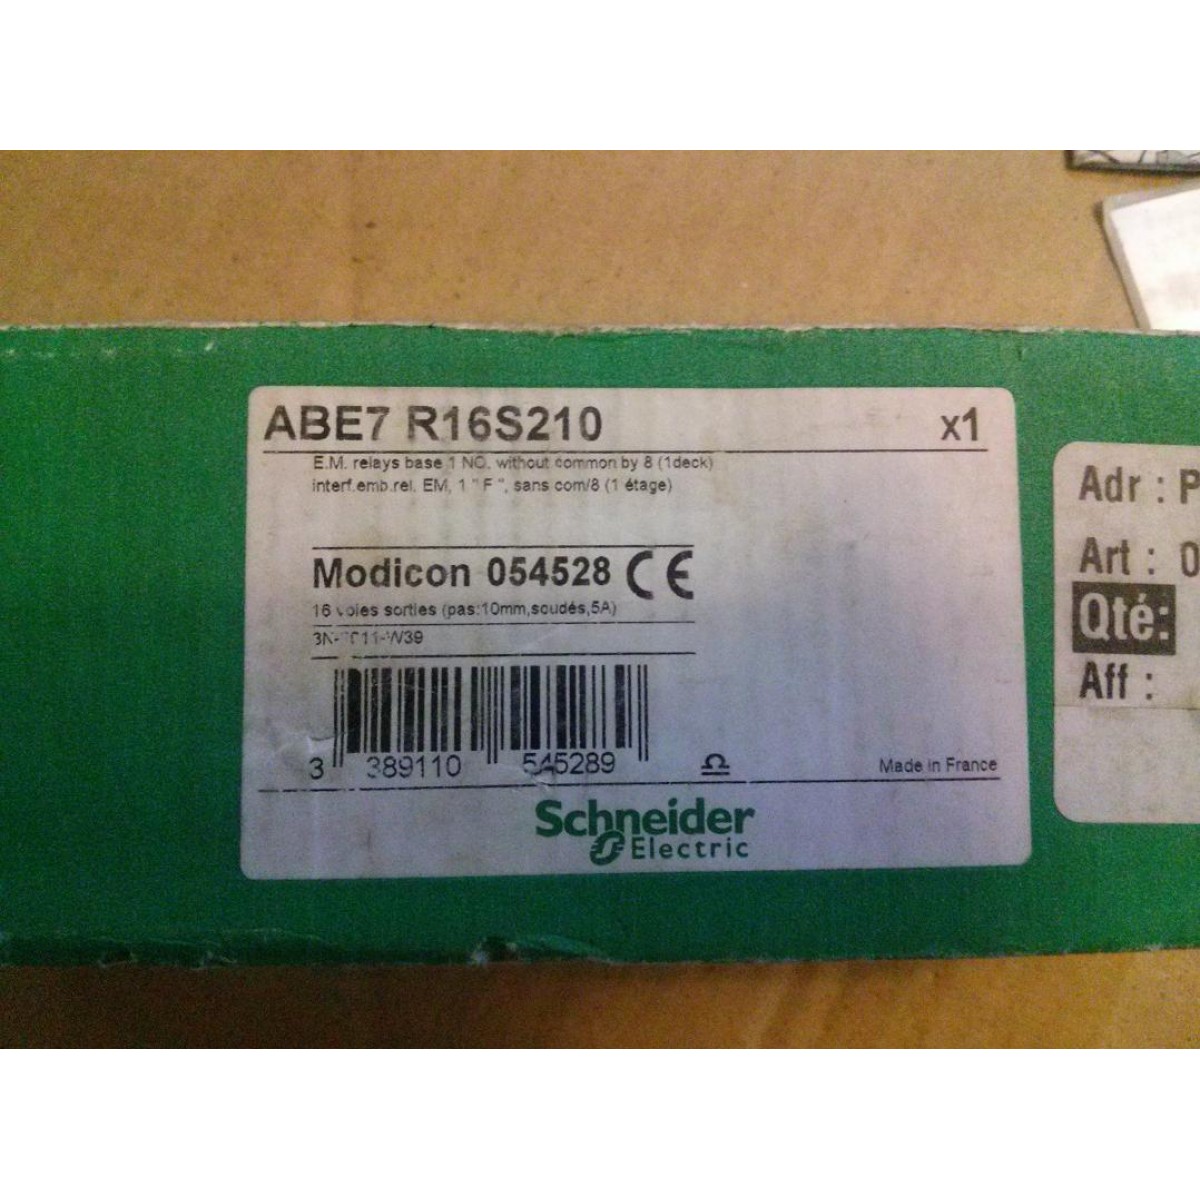 ABE7 R16S210 x1
E.M. relays base 1 NO. without common by 8 (1deck)
interf.emb.rel. EM, 1 " F ", sans com/8 (1 étage)
Modicon 054528 CE
16 voies sorties (pas:10mm,soudés,5A)
3 389110 545289
Made in France
Schneider
Electric
Adr : P
Art : 0
Qté:
Aff :